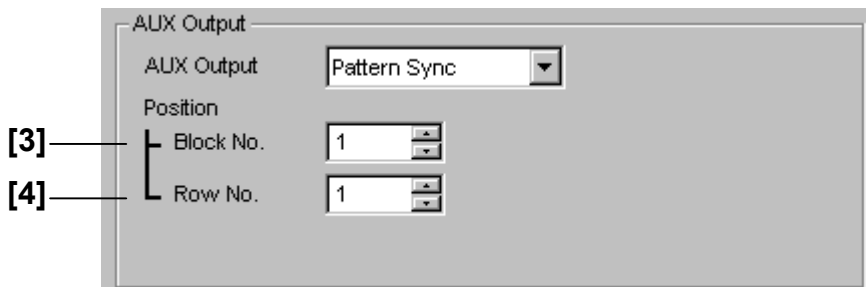 AUX Output
AUX Output Pattern Sync
Position
[3] Block No. 1
[4] Row No. 1